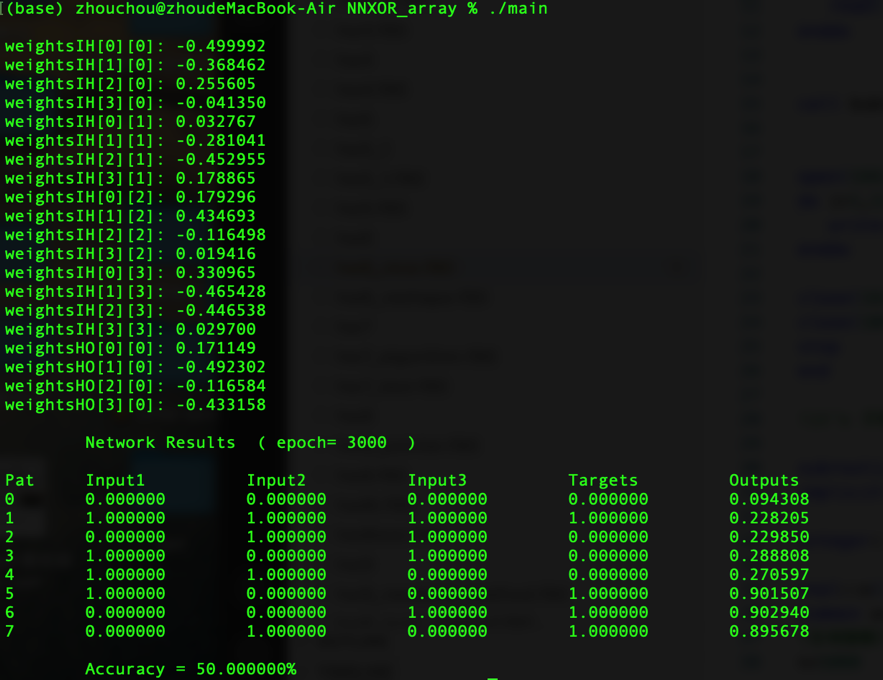 (base) zhouchou@zhoudeMacBook-Air NNXOR_array % ./main
weightsIH[0][0]: -0.499992
weightsIH[1][0]: -0.368462
weightsIH[2][0]: 0.255605
weightsIH[3][0]: -0.041350
weightsIH[0][1]: 0.032767
weightsIH[1][1]: -0.281041
weightsIH[2][1]: -0.452955
weightsIH[3][1]: 0.178865
weightsIH[0][2]: 0.179296
weightsIH[1][2]: 0.434693
weightsIH[2][2]: -0.116498
weightsIH[3][2]: 0.019416
weightsIH[0][3]: 0.330965
weightsIH[1][3]: -0.465428
weightsIH[2][3]: -0.446538
weightsIH[3][3]: 0.029700
weightsHO[0][0]: 0.171149
weightsHO[1][0]: -0.492302
weightsHO[2][0]: -0.116584
weightsHO[3][0]: -0.433158
Network Results ( epoch= 3000 )
Pat Input1 Input2 Input3 Targets Outputs
0 0.000000 0.000000 0.000000 0.000000 0.094308
1 1.000000 1.000000 1.000000 1.000000 0.228205
2 0.000000 1.000000 1.000000 0.000000 0.229850
3 1.000000 0.000000 1.000000 0.000000 0.288808
4 1.000000 1.000000 0.000000 0.000000 0.270597
5 1.000000 0.000000 0.000000 1.000000 0.901507
6 0.000000 0.000000 1.000000 1.000000 0.902940
7 0.000000 1.000000 0.000000 1.000000 0.895678
Accuracy = 50.000000%